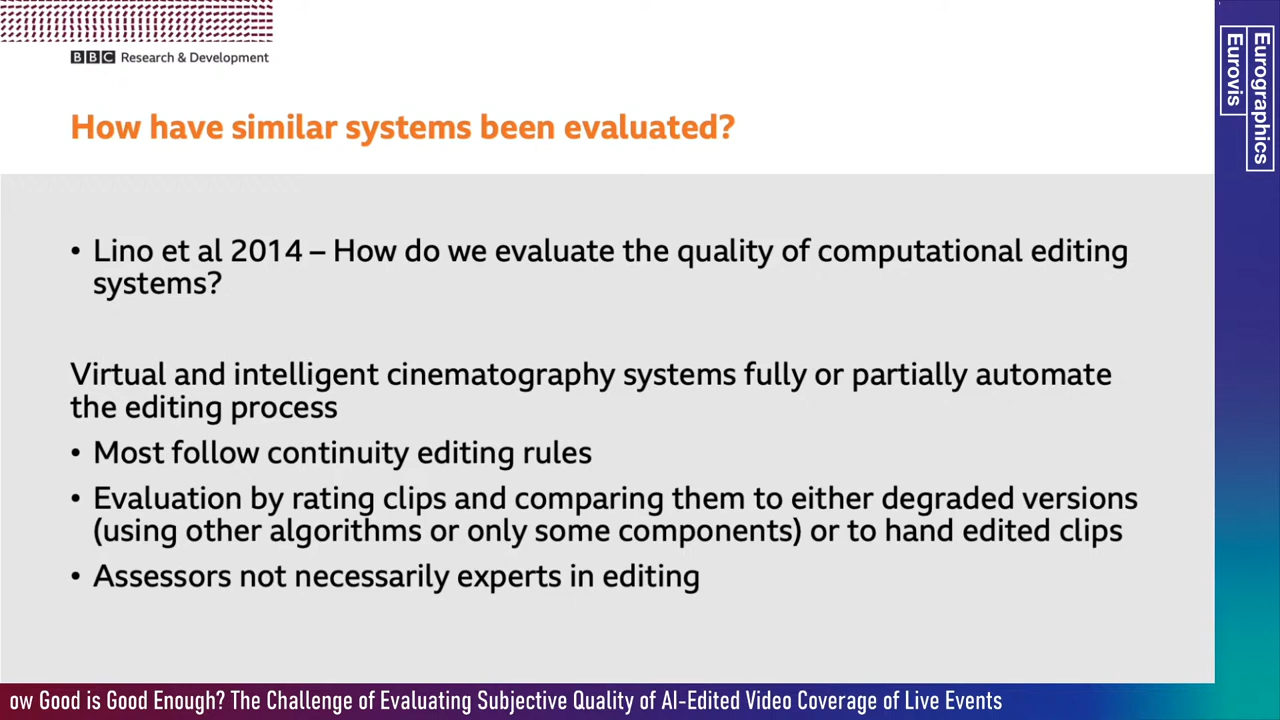 BBC Research & Development
How have similar systems been evaluated?
• Lino et al 2014 – How do we evaluate the quality of computational editing
systems?
Virtual and intelligent cinematography systems fully or partially automate
the editing process
• Most follow continuity editing rules
• Evaluation by rating clips and comparing them to either degraded versions
(using other algorithms or only some components) or to hand edited clips
• Assessors not necessarily experts in editing
Eurographics
Eurovis
ow Good is Good Enough? The Challenge of Evaluating Subjective Quality of AI-Edited Video Coverage of Live Events